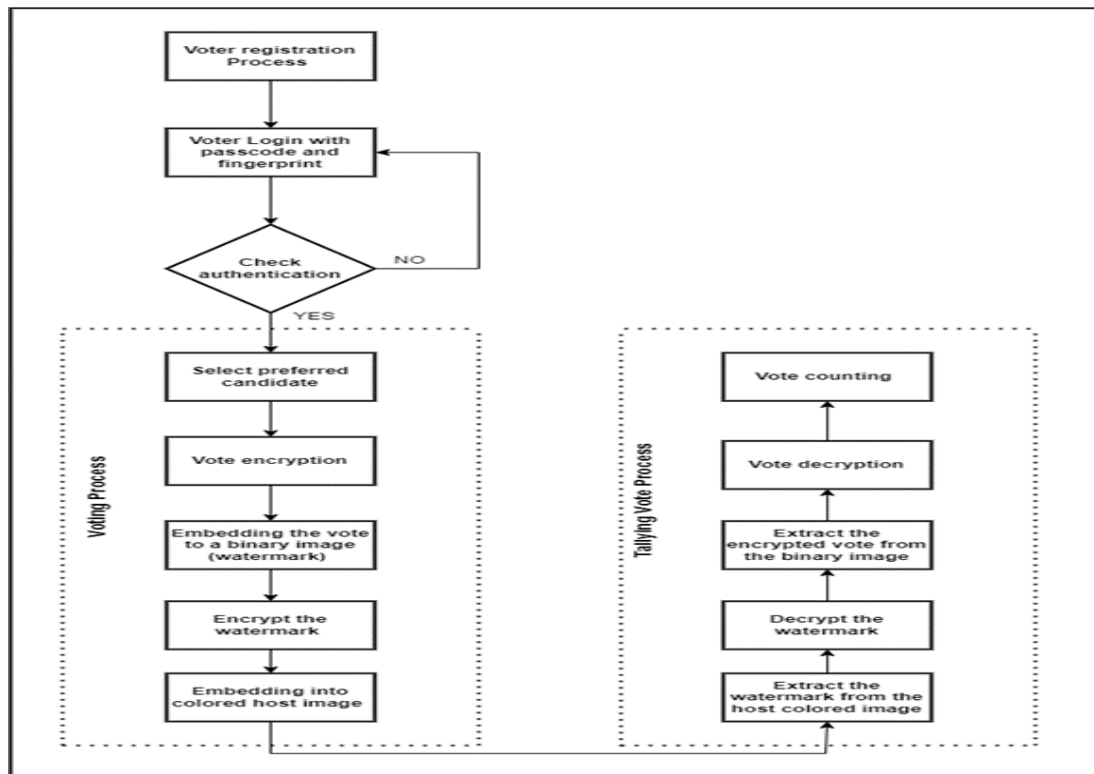 Voter registration
Process
Voter Login with
passcode and
fingerprint
Check
authentication
NO
YES
Voting Process
Select preferred
candidate
Vote encryption
Embedding the vote
to a binary image
(watermark)
Encrypt the
watermark
Embedding into
colored host image
Tallying Vote Process
Vote counting
Vote decryption
Extract the
encrypted vote from
the binary image
Decrypt the
watermark
Extract the
watermark from the
host colored image